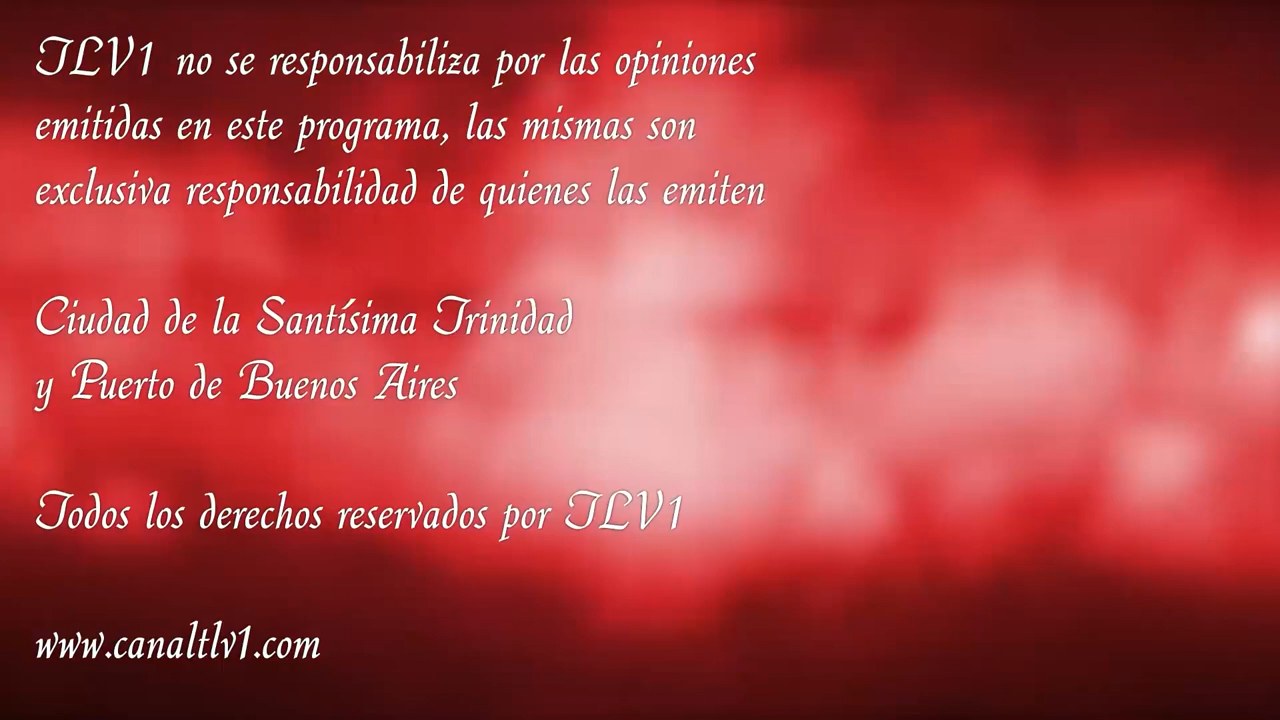 TLV1 no se responsabiliza por las opiniones
emitidas en este programa, las mismas son
exclusiva responsabilidad de quienes las emiten
Ciudad de la Santísima Trinidad
y Puerto de Buenos Aires
Todos los derechos reservados por TLV1
www.canaltlv1.com